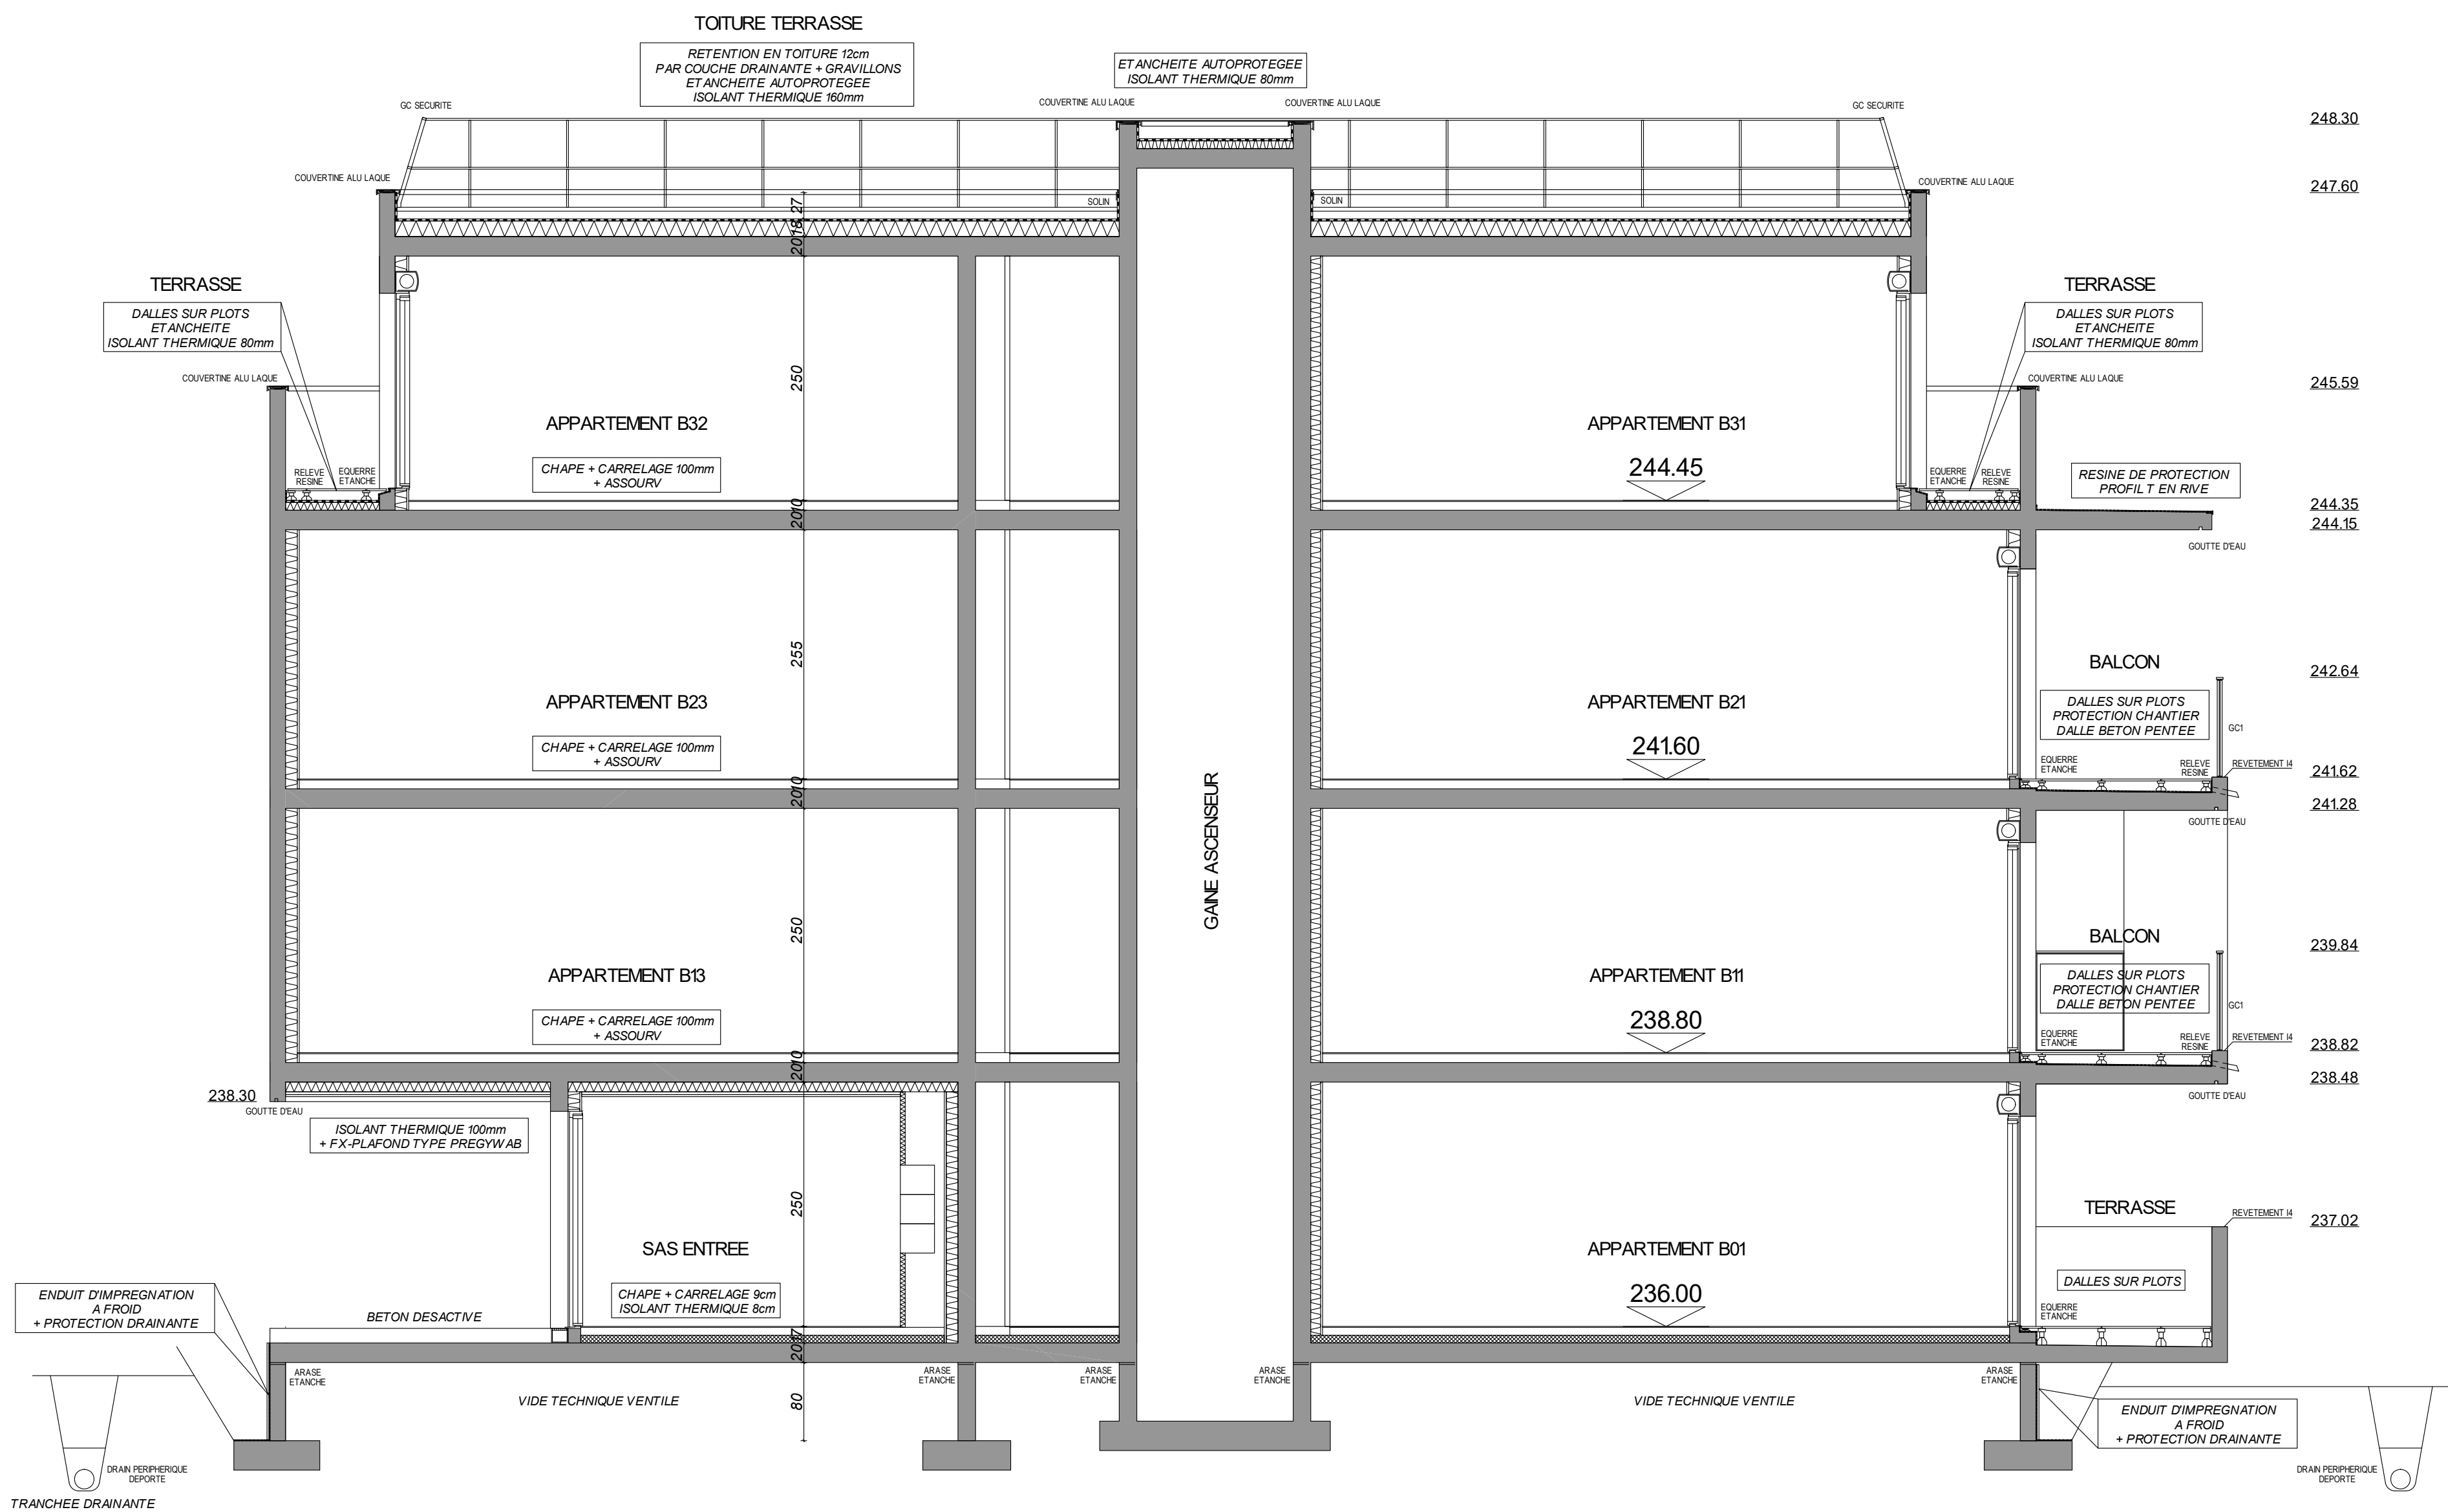 TOITURE TERRASSE
RETENTION EN TOITURE 12cm
PAR COUCHE DRAINANTE + GRAVILLONS
ETANCHEITE AUTOPROTEGEE
ISOLANT THERMIQUE 160mm
ETANCHEITE AUTOPROTEGEE
ISOLANT THERMIQUE 80mm
GC SECURITE
COUVERTINE ALU LAQUE
COUVERTINE ALU LAQUE
GC SECURITE
248.30
COUVERTINE ALU LAQUE
COUVERTINE ALU LAQUE
247.60
SOLIN
SOLIN
27
18
20
TERRASSE
DALLES SUR PLOTS
ETANCHEITE
ISOLANT THERMIQUE 80mm
TERRASSE
DALLES SUR PLOTS
ETANCHEITE
ISOLANT THERMIQUE 80mm
COUVERTINE ALU LAQUE
250
COUVERTINE ALU LAQUE
245.59
APPARTEMENT B32
APPARTEMENT B31
RELEVE
RESINE
EQUERRE
ETANCHE
CHAPE + CARRELAGE 100mm
+ ASSOURV
244.45
EQUERRE
ETANCHE
RELEVE
RESINE
RESINE DE PROTECTION
PROFIL T EN RIVE
10
20
244.35
244.15
GOUTTE D'EAU
255
BALCON
242.64
APPARTEMENT B23
APPARTEMENT B21
DALLES SUR PLOTS
PROTECTION CHANTIER
DALLE BETON PENTEE
GC1
CHAPE + CARRELAGE 100mm
+ ASSOURV
241.60
EQUERRE
ETANCHE
RELEVE
RESINE
REVETEMENT I4
241.62
10
20
241.28
GOUTTE D'EAU
GAINE ASCENSEUR
250
BALCON
239.84
APPARTEMENT B13
APPARTEMENT B11
DALLES SUR PLOTS
PROTECTION CHANTIER
DALLE BETON PENTEE
GC1
CHAPE + CARRELAGE 100mm
+ ASSOURV
238.80
EQUERRE
ETANCHE
RELEVE
RESINE
REVETEMENT I4
238.82
10
20
238.48
238.30
GOUTTE D'EAU
GOUTTE D'EAU
ISOLANT THERMIQUE 100mm
+ FX-PLAFOND TYPE PREGYWAB
250
TERRASSE
REVETEMENT I4
237.02
SAS ENTREE
APPARTEMENT B01
DALLES SUR PLOTS
ENDUIT D'IMPREGNATION
A FROID
+ PROTECTION DRAINANTE
CHAPE + CARRELAGE 9cm
ISOLANT THERMIQUE 8cm
236.00
EQUERRE
ETANCHE
BETON DESACTIVE
17
20
ARASE
ETANCHE
ARASE
ETANCHE
ARASE
ETANCHE
ARASE
ETANCHE
ARASE
ETANCHE
VIDE TECHNIQUE VENTILE
80
VIDE TECHNIQUE VENTILE
ENDUIT D'IMPREGNATION
A FROID
+ PROTECTION DRAINANTE
DRAIN PERIPHERIQUE
DEPORTE
DRAIN PERIPHERIQUE
DEPORTE
TRANCHEE DRAINANTE